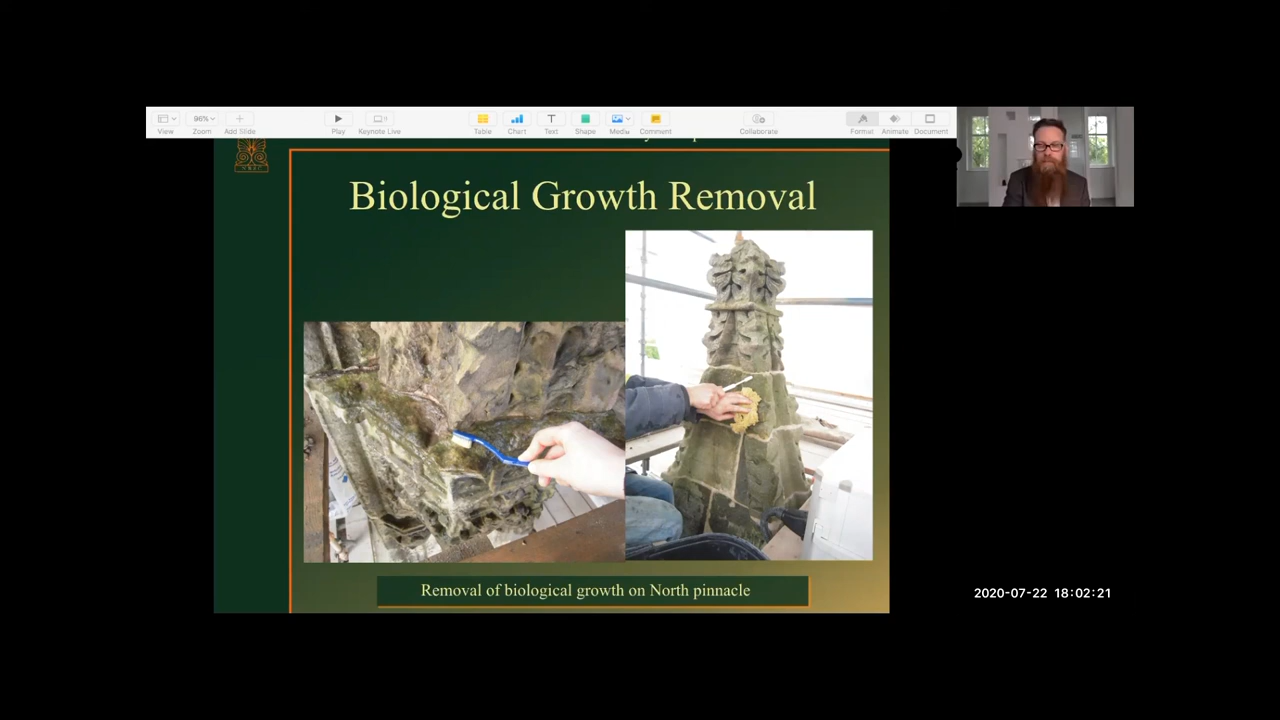 View
96%
Zoom
Add Slide
Play
Keynote Live
Table
Chart
Text
Shape
Media
Comment
Collaborate
Format
Animate
Document
Biological Growth Removal
Removal of biological growth on North pinnacle
2020-07-22 18:02:21